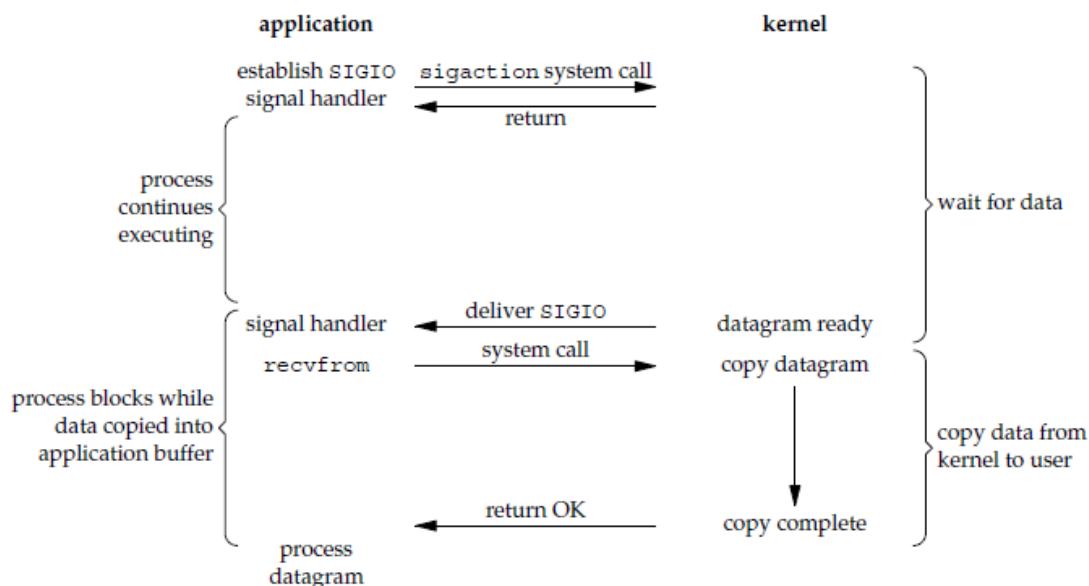 application
kernel
establish SIGIO
signal handler
sigaction system call
return
process
continues
executing
wait for data
signal handler
deliver SIGIO
datagram ready
recvfrom
system call
copy datagram
process blocks while
data copied into
application buffer
copy data from
kernel to user
return OK
copy complete
process
datagram